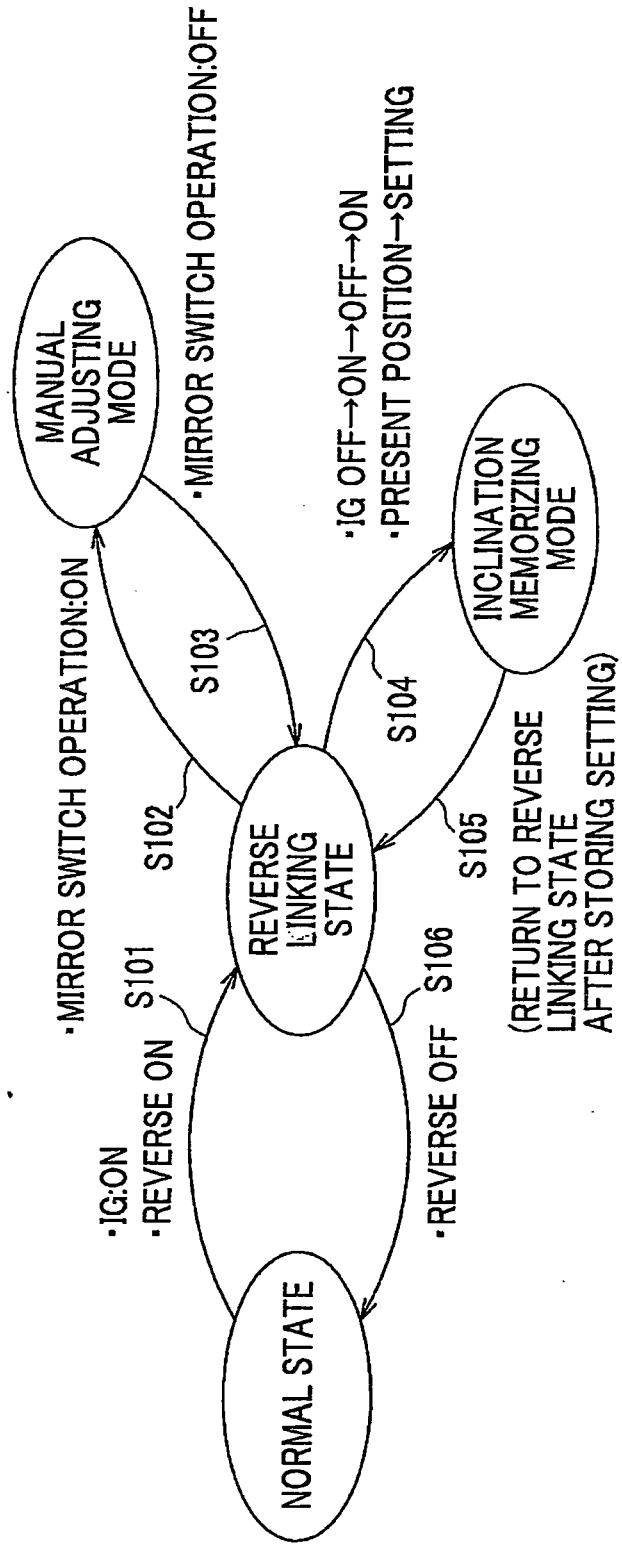 ·MIRROR SWITCH OPERATION:ON
·IG:ON
·REVERSE ON
S101
S102
MANUAL
ADJUSTING
MODE
·MIRROR SWITCH OPERATION:OFF
S103
NORMAL STATE
REVERSE
LINKING
STATE
·IG OFF→ON→OFF→ON
·PRESENT POSITION→SETTING
S104
·REVERSE OFF
S106
S105
INCLINATION
MEMORIZING
MODE
(RETURN TO REVERSE
LINKING STATE
AFTER STORING SETTING)